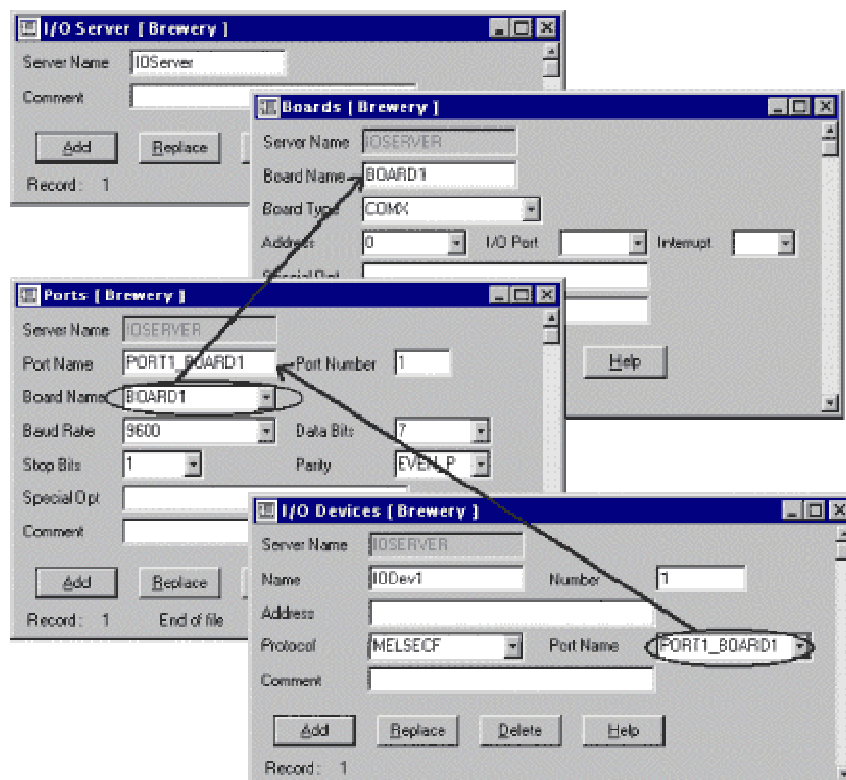 I/O Server [ Brewery ]
Server Name IOServer
Comment
Add Replace
Record: 1
Boards [ Brewery ]
Server Name IOSERVER
Board Name BOARD1
Board Type COMX
Address 0 I/O Port Interrupt
Special Opt
Help
Ports [ Brewery ]
Server Name IOSERVER
Port Name PORT1_BOARD1 Port Number 1
Board Name BOARD1
Baud Rate 9600 Data Bits 7
Stop Bits 1 Parity EVEN_P
Special Opt
Comment
Add Replace
Record: 1 End of file
I/O Devices [ Brewery ]
Server Name IOSERVER
Name IODev1 Number 1
Address
Protocol MELSECF Port Name PORT1_BOARD1
Comment
Add Replace Delete Help
Record: 1